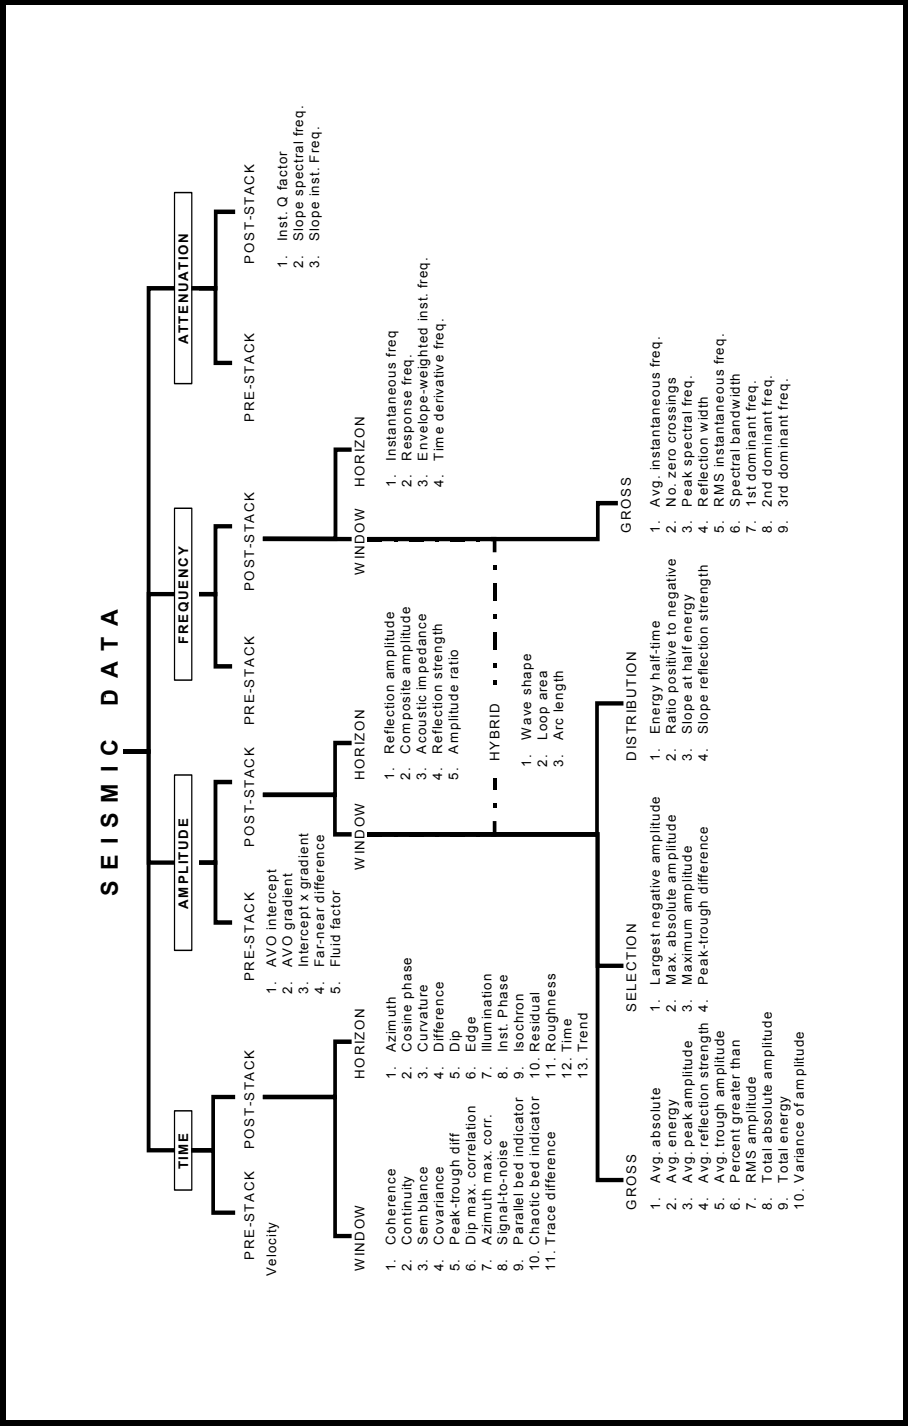 SEISMIC DATA
TIME
AMPLITUDE
FREQUENCY
ATTENUATION
PRE-STACK
Velocity
POST-STACK
WINDOW
1. Coherence
2. Continuity
3. Semblance
4. Covariance
5. Peak-trough diff
6. Dip max. correlation
7. Azimuth max. corr.
8. Signal-to-noise
9. Parallel bed indicator
10. Chaotic bed indicator
11. Trace difference
HORIZON
1. Azimuth
2. Cosine phase
3. Curvature
4. Difference
5. Dip
6. Edge
7. Illumination
8. Inst. Phase
9. Isochron
10. Residual
11. Roughness
12. Time
13. Trend
PRE-STACK
1. AVO intercept
2. AVO gradient
3. Intercept x gradient
4. Far-near difference
5. Fluid factor
POST-STACK
WINDOW
HORIZON
1. Reflection amplitude
2. Composite amplitude
3. Acoustic impedance
4. Reflection strength
5. Amplitude ratio
HYBRID
1. Wave shape
2. Loop area
3. Arc length
GROSS
1. Avg. absolute
2. Avg. energy
3. Avg. peak amplitude
4. Avg. reflection strength
5. Avg. trough amplitude
6. Percent greater than
7. RMS amplitude
8. Total absolute amplitude
9. Total energy
10. Variance of amplitude
SELECTION
1. Largest negative amplitude
2. Max. absolute amplitude
3. Maximum amplitude
4. Peak-trough difference
DISTRIBUTION
1. Energy half-time
2. Ratio positive to negative
3. Slope at half energy
4. Slope reflection strength
PRE-STACK
POST-STACK
WINDOW
HORIZON
1. Instantaneous freq
2. Response freq.
3. Envelope-weighted inst. freq.
4. Time derivative freq.
GROSS
1. Avg. instantaneous freq.
2. No. zero crossings
3. Peak spectral freq.
4. Reflection width
5. RMS instantaneous freq.
6. Spectral bandwidth
7. 1st dominant freq.
8. 2nd dominant freq.
9. 3rd dominant freq.
PRE-STACK
POST-STACK
1. Inst. Q factor
2. Slope spectral freq.
3. Slope inst. Freq.